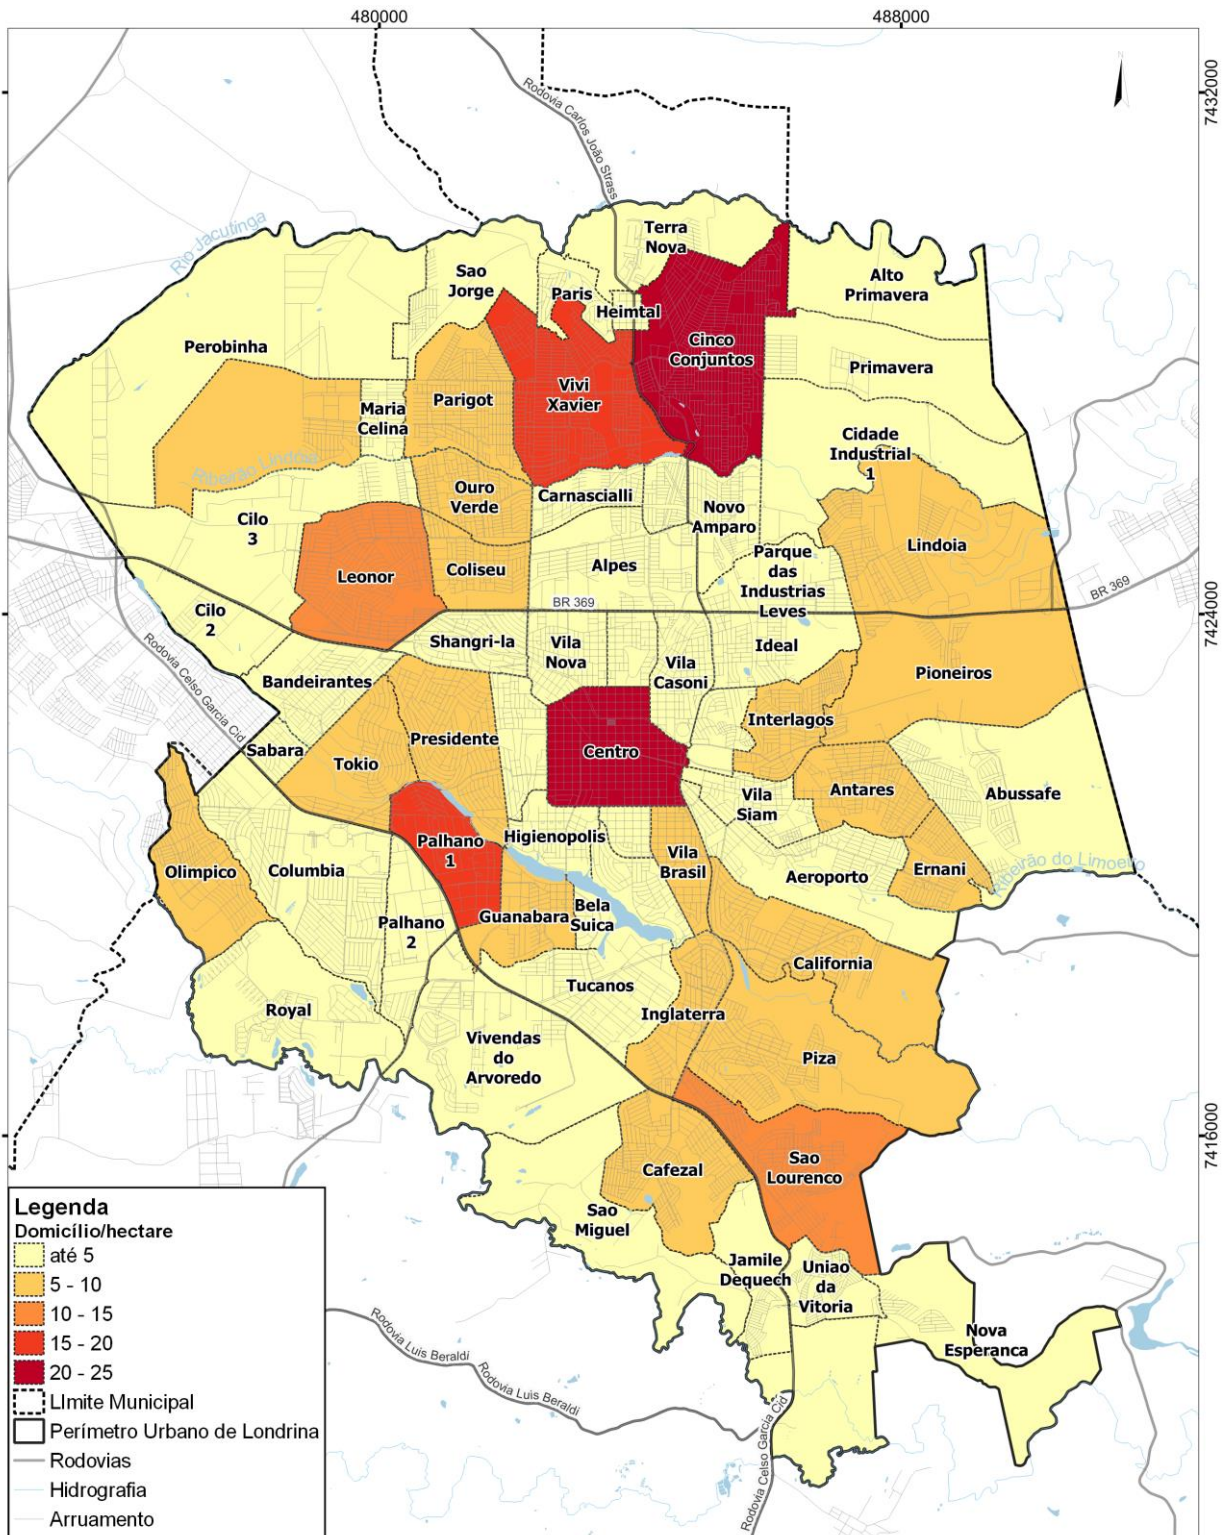 480000
488000
7432000
Rodovia Carlos João Strass
N
Rio Jacutinga
Terra
Nova
Sao
Jorge
Paris
Heimtal
Alto
Primavera
Perobinha
Cinco
Conjuntos
Primavera
Maria
Celina
Parigot
Vivi
Xavier
Cidade
Industrial
1
Ribeirão Lindoia
Ouro
Verde
Carnascialli
Novo
Amparo
Cilo
3
Lindoia
Leonor
Coliseu
Alpes
Parque
das
Industrias
Leves
BR 369
BR 369
7424000
Cilo
2
Rodovia Celso Garcia Cid
Shangri-la
Vila
Nova
Vila
Casoni
Ideal
Bandeirantes
Pioneiros
Interlagos
Sabara
Tokio
Presidente
Centro
Vila
Siam
Antares
Abussafe
Palhano
1
Higienopolis
Vila
Brasil
Olimpico
Columbia
Aeroporto
Ernani
Ribeirão do Limoeiro
Palhano
2
Guanabara
Bela
Suica
California
Royal
Tucanos
Inglaterra
Vivendas
do
Arvoredo
Piza
7416000
Cafezal
Sao
Lourenco
Sao
Miguel
Jamile
Dequech
Uniao
da
Vitoria
Nova
Esperanca
Rodovia Luis Beraldi
Rodovia Luis Beraldi
Rodovia Celso Garcia Cid
Legenda
Domicílio/hectare
até 5
5 - 10
10 - 15
15 - 20
20 - 25
LImite Municipal
Perímetro Urbano de Londrina
Rodovias
Hidrografia
Arruamento